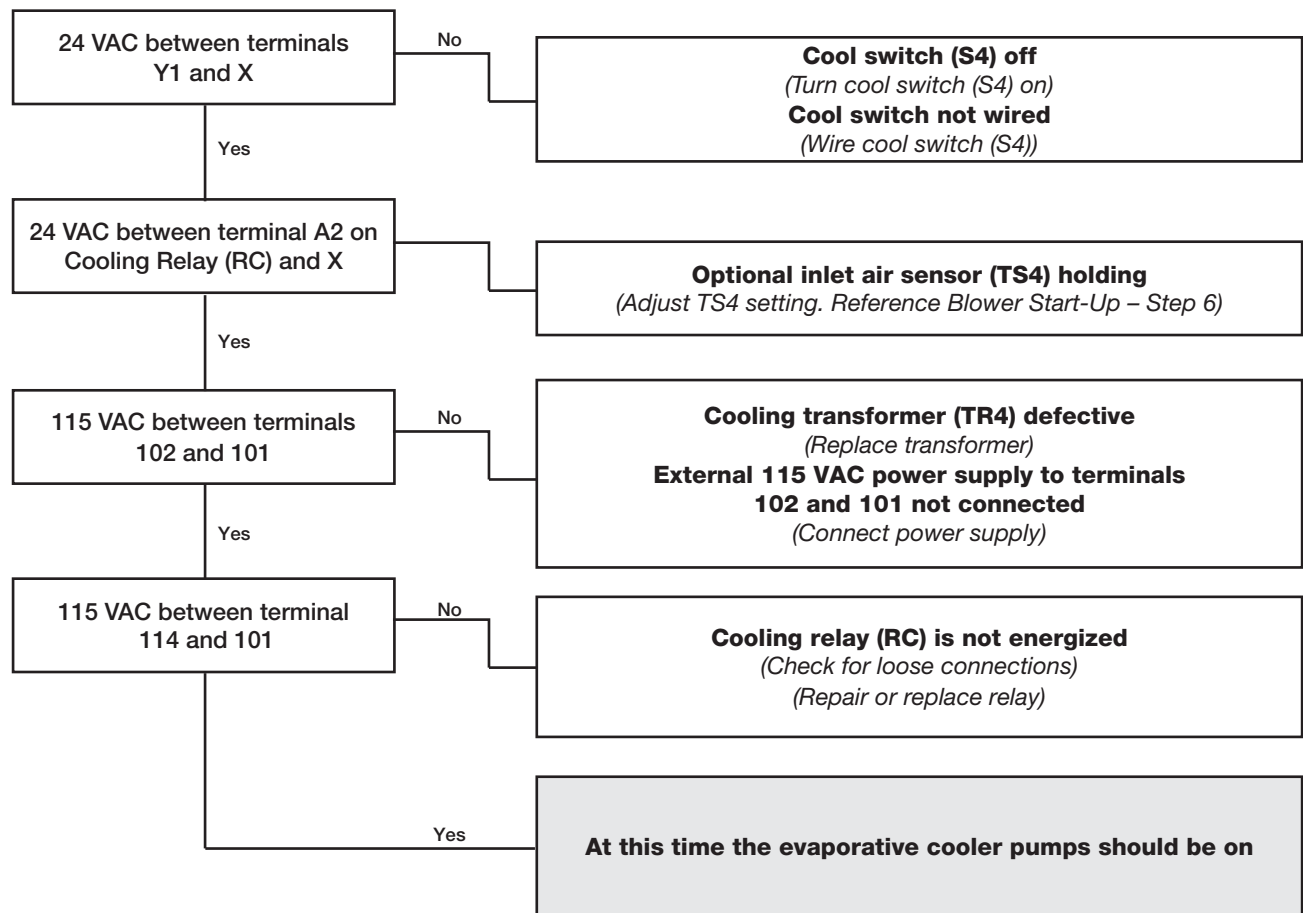 24 VAC between terminals
Y1 and X
No
Cool switch (S4) off
(Turn cool switch (S4) on)
Cool switch not wired
(Wire cool switch (S4))
Yes
24 VAC between terminal A2 on
Cooling Relay (RC) and X
Optional inlet air sensor (TS4) holding
(Adjust TS4 setting. Reference Blower Start-Up – Step 6)
Yes
115 VAC between terminals
102 and 101
No
Cooling transformer (TR4) defective
(Replace transformer)
External 115 VAC power supply to terminals
102 and 101 not connected
(Connect power supply)
Yes
115 VAC between terminal
114 and 101
No
Cooling relay (RC) is not energized
(Check for loose connections)
(Repair or replace relay)
Yes
At this time the evaporative cooler pumps should be on